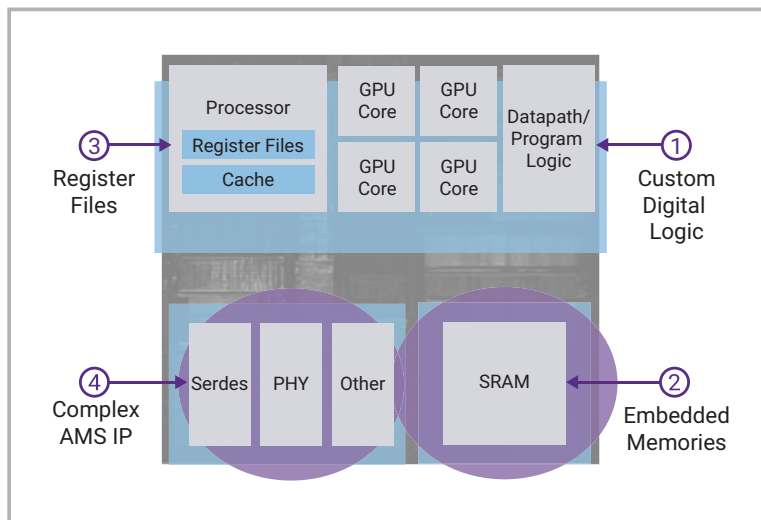 Processor
Register Files
Cache
GPU
Core
GPU
Core
GPU
Core
GPU
Core
Datapath/
Program
Logic
3
Register
Files
1
Custom
Digital
Logic
Serdes
PHY
Other
SRAM
4
Complex
AMS IP
2
Embedded
Memories